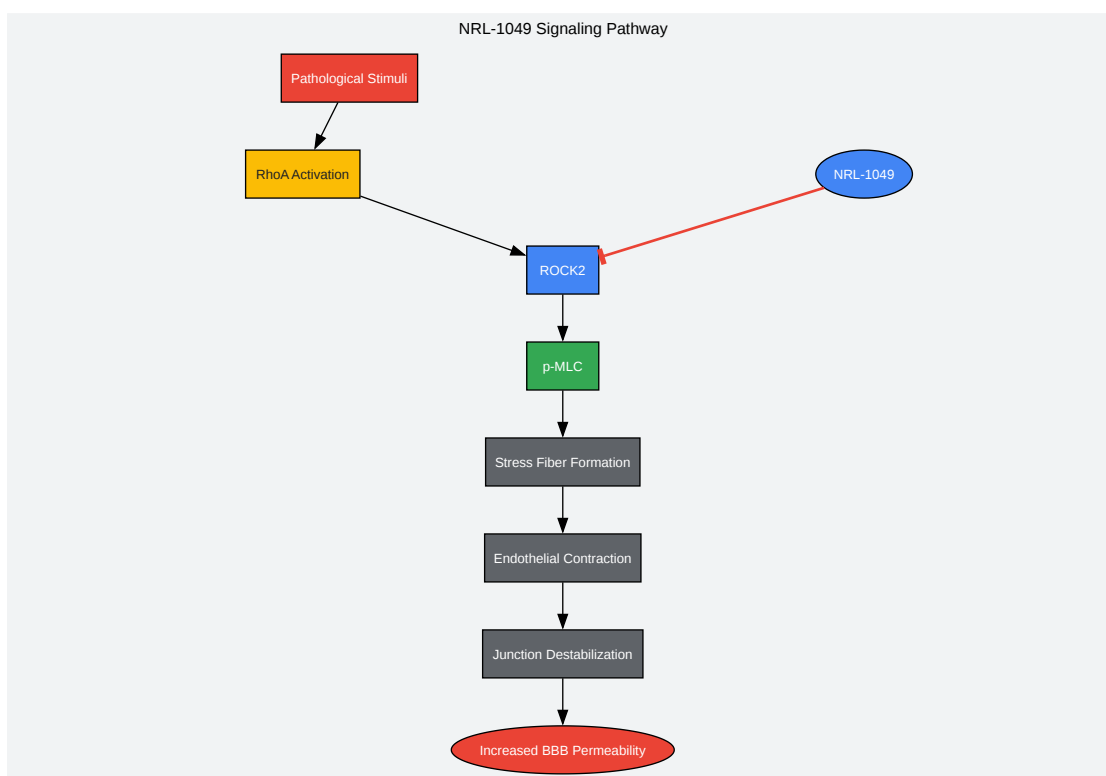 NRL-1049 Signaling Pathway
Pathological Stimuli
RhoA Activation
NRL-1049
ROCK2
p-MLC
Stress Fiber Formation
Endothelial Contraction
Junction Destabilization
Increased BBB Permeability